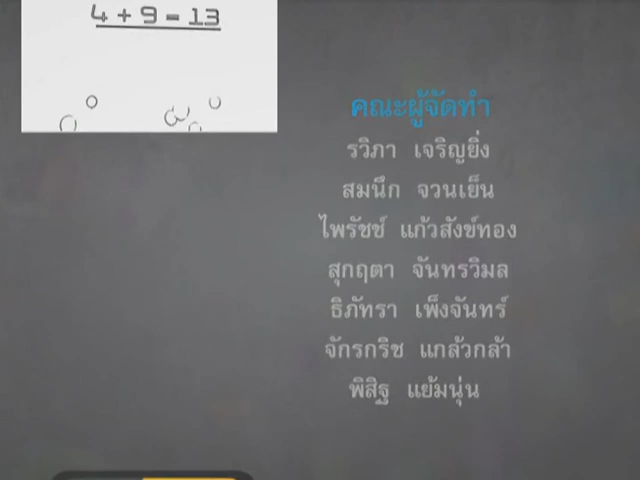 4 + 9 = 13
คณะผู้จัดทำ
รวิภา เจริญยิ่ง
สมนึก จวนเย็น
ไพรัชช์ แก้วสังข์ทอง
สุกฤตา จันทรวิมล
ธิภัทรา เพ็งจันทร์
จักรกริช แกล้วกล้า
พิสิฐ แย้มนุ่น